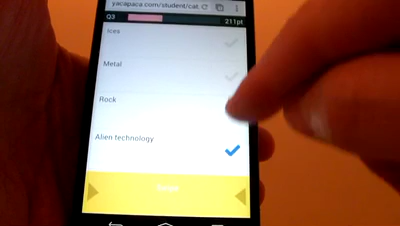 yacapaca.com/student/cat.
Q3 211pt
Ices
Metal
Rock
Alien technology